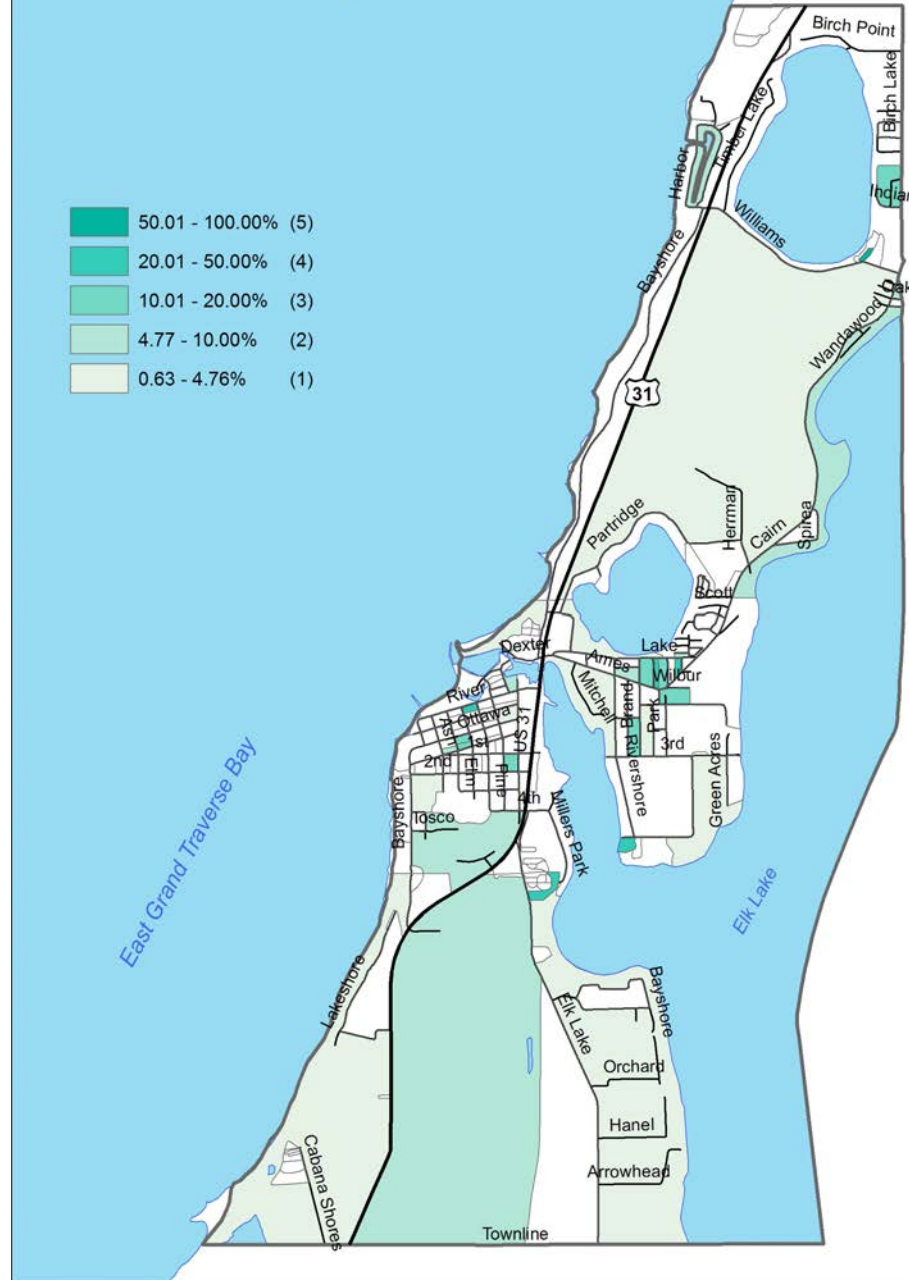 Birch Point
Birch Lake
Timber Lake
Harbor
Indian
Williams
Bayshore
50.01 - 100.00% (5)
20.01 - 50.00% (4)
10.01 - 20.00% (3)
4.77 - 10.00% (2)
0.63 - 4.76% (1)
Wandawood
31
Partridge
Herrman
Cairn
Spirea
Scott
Dexter
Lake
Ames
Wilbur
Mitchell
Brand
Park
River
Ottawa
Ash
1st
US 31
2nd
Elm
Pine
3rd
Rivershore
Green Acres
4th
Millers Park
Bayshore
Tosco
East Grand Traverse Bay
Elk Lake
Lakeshore
Elk Lake
Bayshore
Orchard
Hanel
Arrowhead
Cabana Shores
Townline